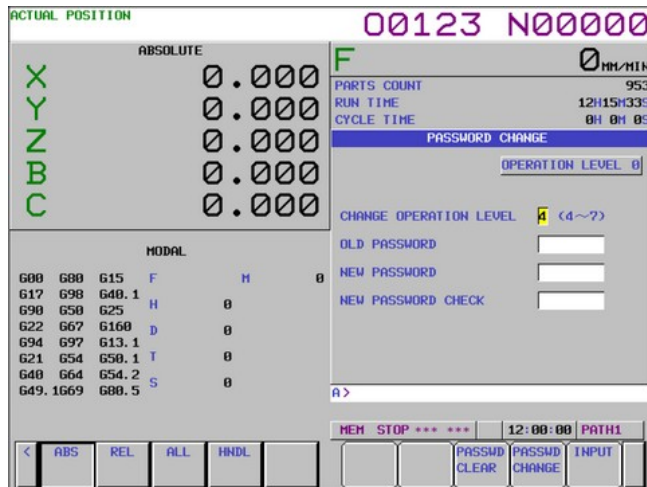 ACTUAL POSITION
O0123 N00000
ABSOLUTE
X 0.000
Y 0.000
Z 0.000
B 0.000
C 0.000
F 0 MM/MIN
PARTS COUNT 953
RUN TIME 12H15M33S
CYCLE TIME 0H 0M 0S
PASSWORD CHANGE
OPERATION LEVEL 0
CHANGE OPERATION LEVEL 4 (4~7)
OLD PASSWORD
NEW PASSWORD
NEW PASSWORD CHECK
MODAL
G00 G80 G15 F M 0
G17 G98 G40.1
G90 G50 G25 H 0
G22 G67 G160 D 0
G94 G97 G13.1
G21 G54 G50.1 T 0
G40 G64 G54.2 S 0
G49.1 G69 G80.5
A>
MEM STOP *** *** 12:00:00 PATH1
< ABS REL ALL HNDL
PASSWD CLEAR PASSWD CHANGE INPUT